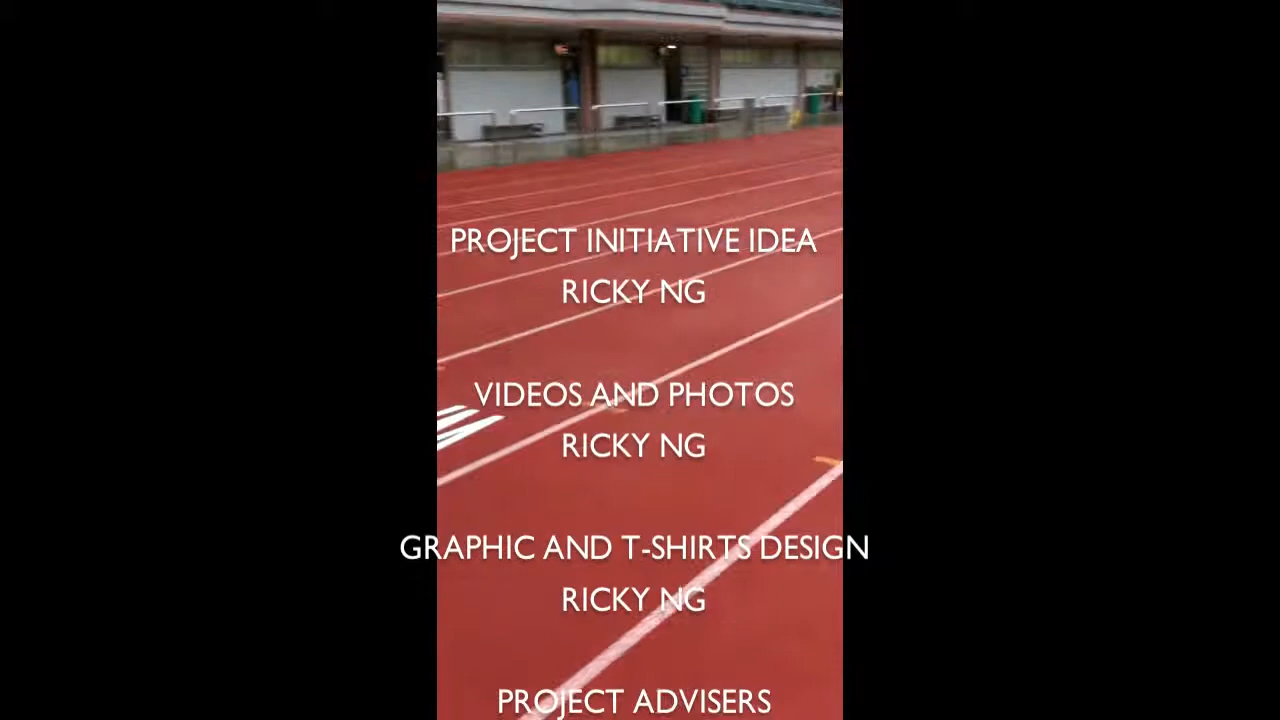 PROJECT INITIATIVE IDEA
RICKY NG
VIDEOS AND PHOTOS
RICKY NG
GRAPHIC AND T-SHIRTS DESIGN
RICKY NG
PROJECT ADVISERS